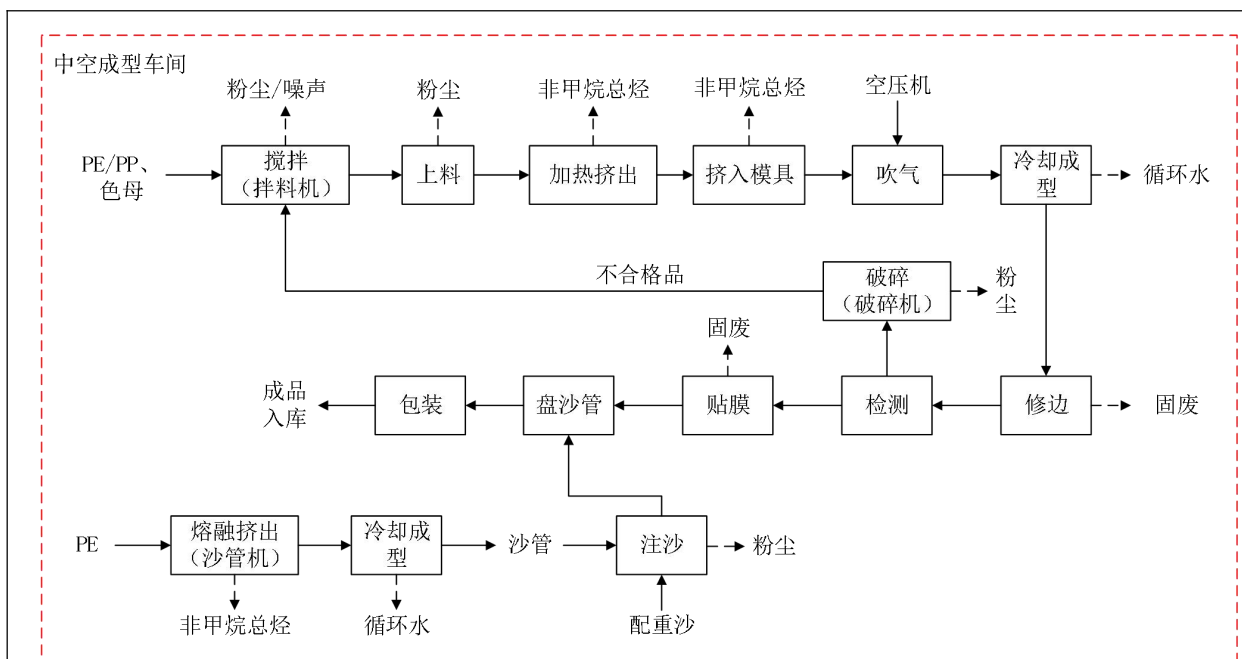 中空成型车间
粉尘/噪声
粉尘
非甲烷总烃
非甲烷总烃
空压机
PE/PP、
色母
搅拌
（拌料机）
上料
加热挤出
挤入模具
吹气
冷却成
型
循环水
不合格品
破碎
（破碎机）
粉
尘
固废
成品
入库
包装
盘沙管
贴膜
检测
修边
固废
PE
熔融挤出
（沙管机）
冷却成
型
沙管
注沙
粉尘
非甲烷总烃
循环水
配重沙